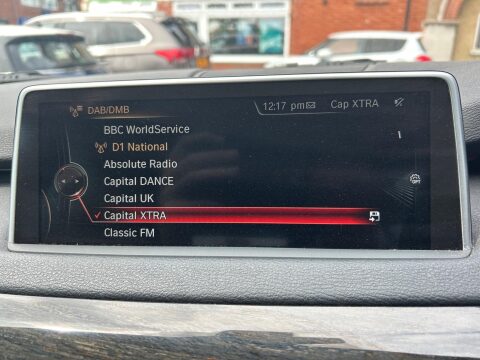 DAB/DMB
12:17 pm
Cap XTRA
BBC WorldService
D1 National
Absolute Radio
Capital DANCE
Capital UK
Capital XTRA
Classic FM